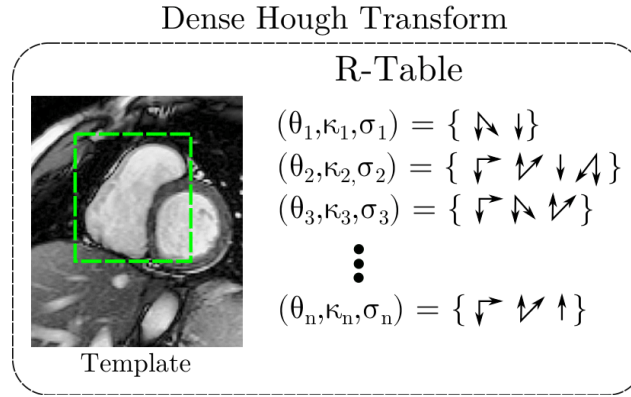 Dense Hough Transform
R-Table
(θ₁,κ₁,σ₁) = { }
(θ₂,κ₂,σ₂) = { }
(θ₃,κ₃,σ₃) = { }
(θₙ,κₙ,σₙ) = { }
Template